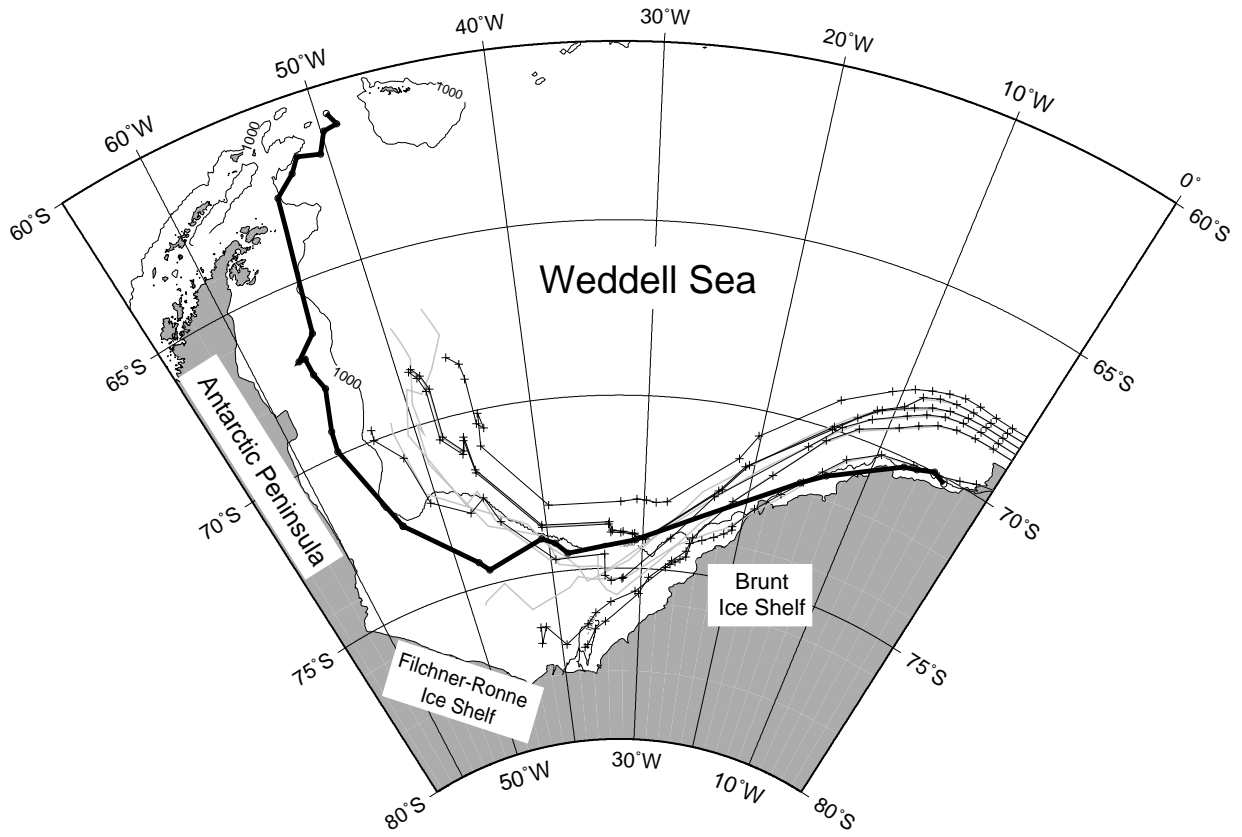 30˚W
40˚W
20˚W
50˚W
10˚W
60˚W
0˚
60˚S
60˚S
1000
1000
Weddell Sea
65˚S
65˚S
1000
Antarctic Peninsula
70˚S
70˚S
Brunt
Ice Shelf
75˚S
75˚S
Filchner-Ronne
Ice Shelf
50˚W
30˚W
10˚W
80˚S
80˚S